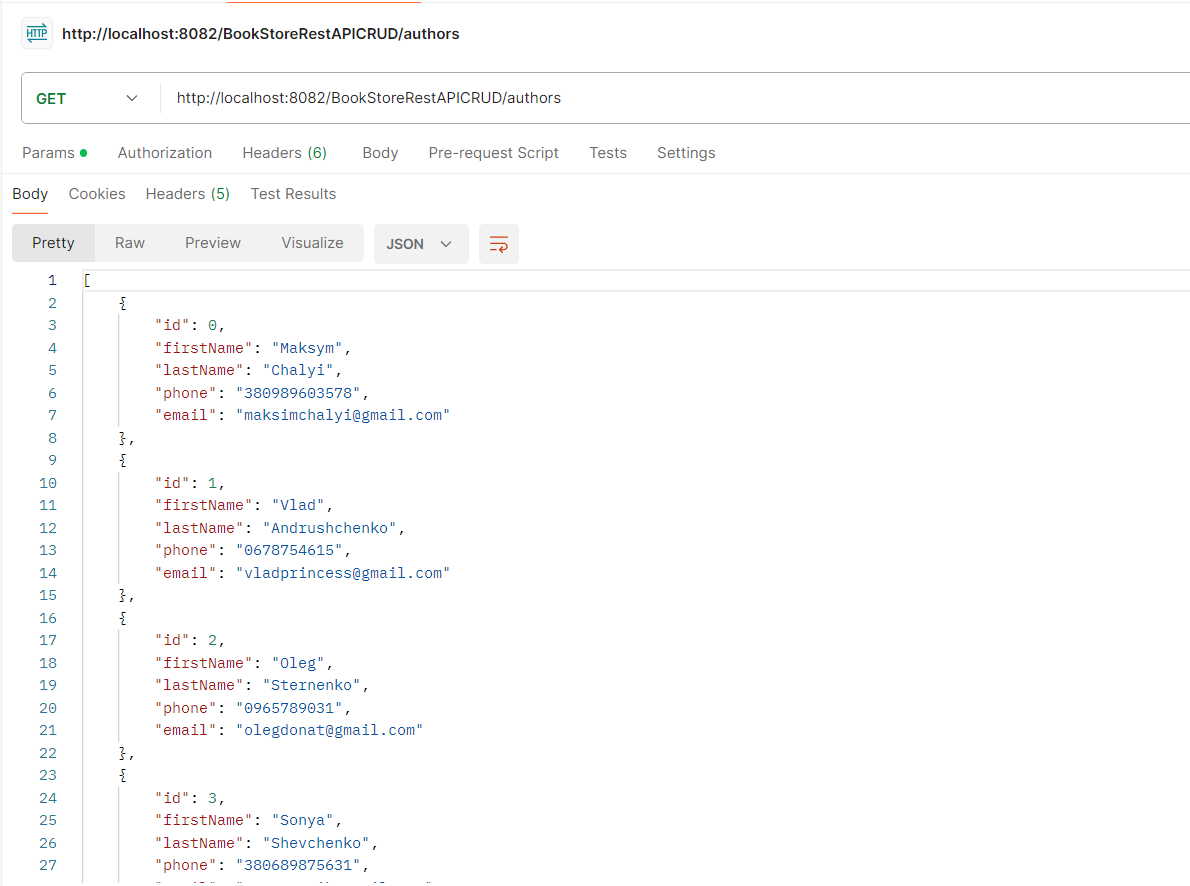 HTTP http://localhost:8082/BookStoreRestAPICRUD/authors
GET http://localhost:8082/BookStoreRestAPICRUD/authors
Params Authorization Headers (6) Body Pre-request Script Tests Settings
Body Cookies Headers (5) Test Results
Pretty Raw Preview Visualize JSON
1 [
2 {
3 "id": 0,
4 "firstName": "Maksym",
5 "lastName": "Chalyi",
6 "phone": "380989603578",
7 "email": "maksimchalyi@gmail.com"
8 },
9 {
10 "id": 1,
11 "firstName": "Vlad",
12 "lastName": "Andrushchenko",
13 "phone": "0678754615",
14 "email": "vladprincess@gmail.com"
15 },
16 {
17 "id": 2,
18 "firstName": "Oleg",
19 "lastName": "Sternenko",
20 "phone": "0965789031",
21 "email": "olegdonat@gmail.com"
22 },
23 {
24 "id": 3,
25 "firstName": "Sonya",
26 "lastName": "Shevchenko",
27 "phone": "380689875631",